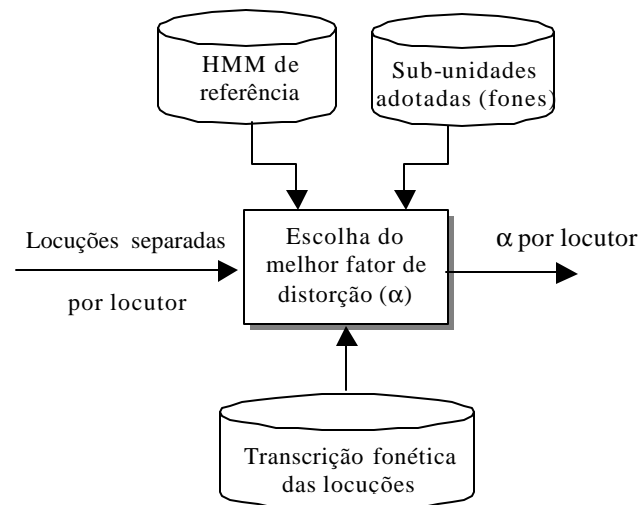 HMM de
referência
Sub-unidades
adotadas (fones)
Locuções separadas
por locutor
Escolha do
melhor fator de
distorção (α)
α por locutor
Transcrição fonética
das locuções